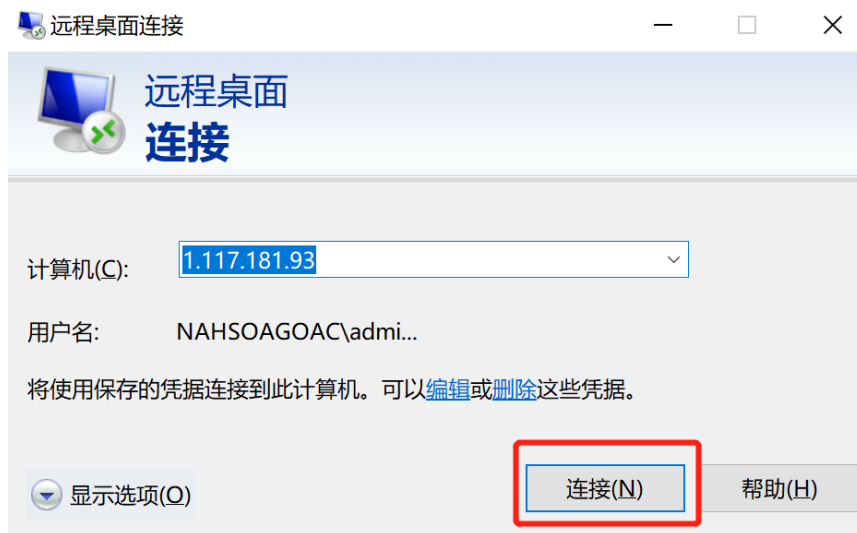 远程桌面连接
远程桌面
连接
计算机(C): 1.117.181.93
用户名: NAHSOAGOAC\admi...
将使用保存的凭据连接到此计算机。可以编辑或删除这些凭据。
显示选项(O) 连接(N) 帮助(H)